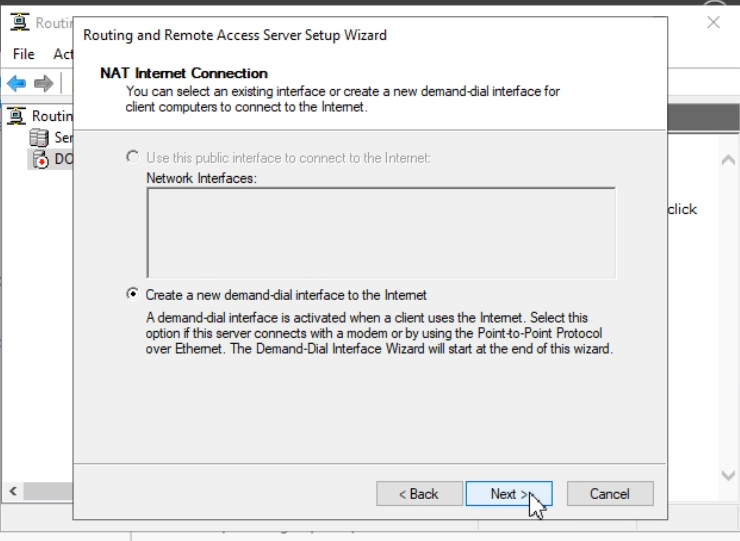 Routin
Routing and Remote Access Server Setup Wizard
File Act
NAT Internet Connection
You can select an existing interface or create a new demand-dial interface for
client computers to connect to the Internet.
Routin
Ser
DO
Use this public interface to connect to the Internet:
Network Interfaces:
click
Create a new demand-dial interface to the Internet
A demand-dial interface is activated when a client uses the Internet. Select this
option if this server connects with a modem or by using the Point-to-Point Protocol
over Ethernet. The Demand-Dial Interface Wizard will start at the end of this wizard.
< Back Next > Cancel